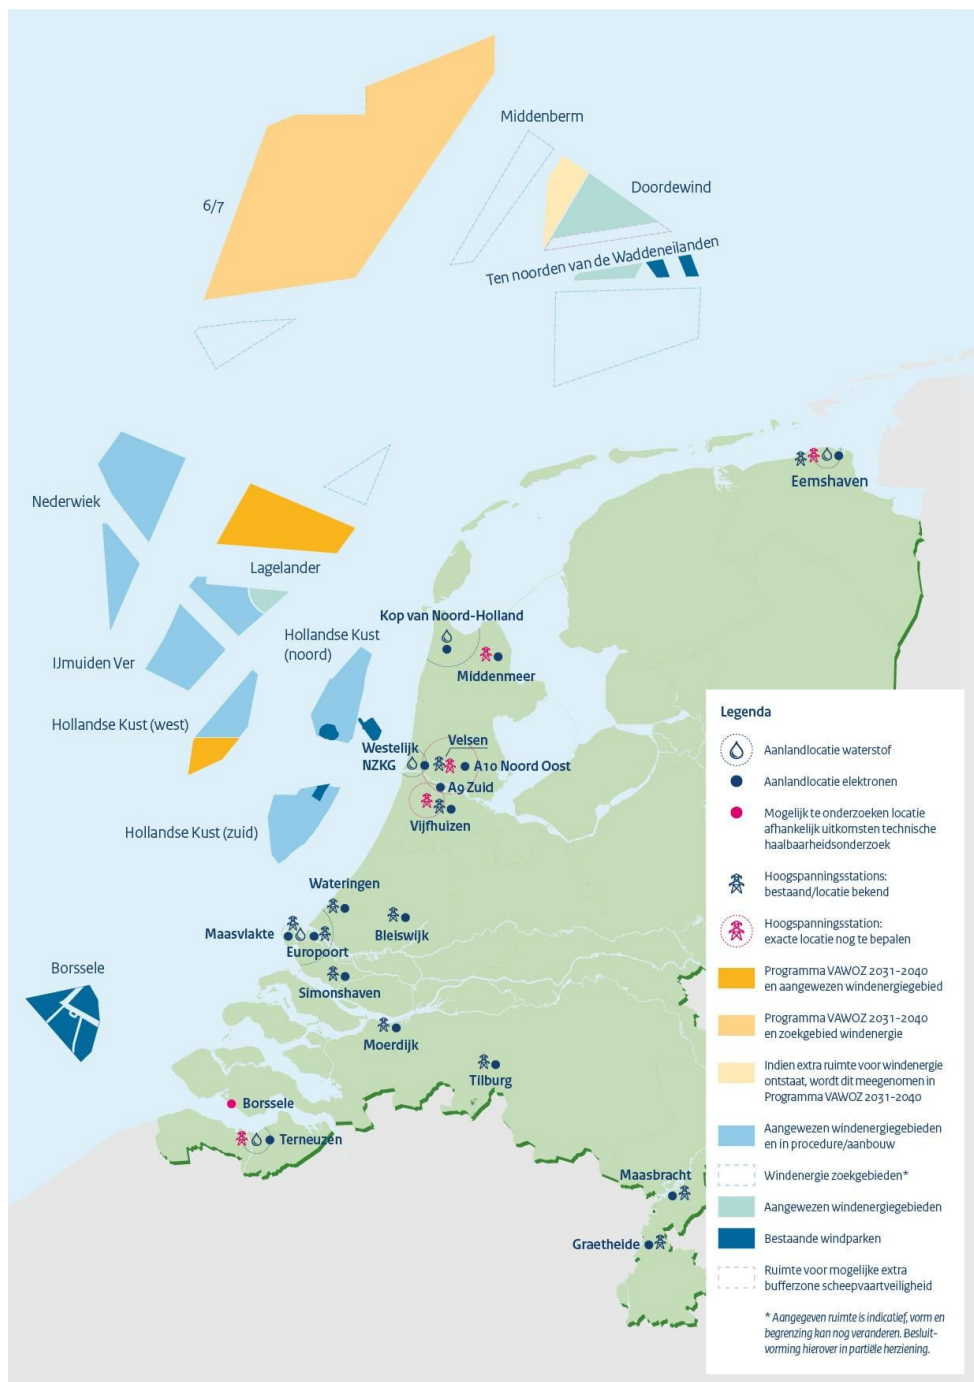 Middenberm
Doordewind
6/7
Ten noorden van de Waddeneilanden
Eemshaven
Nederwiek
Lagelander
Kop van Noord-Holland
Hollandse Kust
(noord)
IJmuiden Ver
Middenmeer
Hollandse Kust (west)
Velsen
Westelijk
NZKG
A10 Noord Oost
A9 Zuid
Vijfhuizen
Hollandse Kust (zuid)
Wateringen
Maasvlakte
Bleiswijk
Europoort
Borssele
Simonshaven
Moerdijk
Tilburg
Borssele
Terneuzen
Maasbracht
Graetheide
Legenda
Aanlandlocatie waterstof
Aanlandlocatie elektronen
Mogelijk te onderzoeken locatie
afhankelijk uitkomsten technische
haalbaarheidsonderzoek
Hoogspanningsstations:
bestaand/locatie bekend
Hoogspanningsstation:
exacte locatie nog te bepalen
Programma VAWOZ 2031-2040
en aangewezen windenergiegebied
Programma VAWOZ 2031-2040
en zoekgebied windenergie
Indien extra ruimte voor windenergie
ontstaat, wordt dit meegenomen in
Programma VAWOZ 2031-2040
Aangewezen windenergiegebieden
en in procedure/aanbouw
Windenergie zoekgebieden*
Aangewezen windenergiegebieden
Bestaande windparken
Ruimte voor mogelijke extra
bufferzone scheepvaartveiligheid
* Aangegeven ruimte is indicatief, vorm en
begrenzing kan nog veranderen. Besluit-
vorming hierover in partiële herziening.